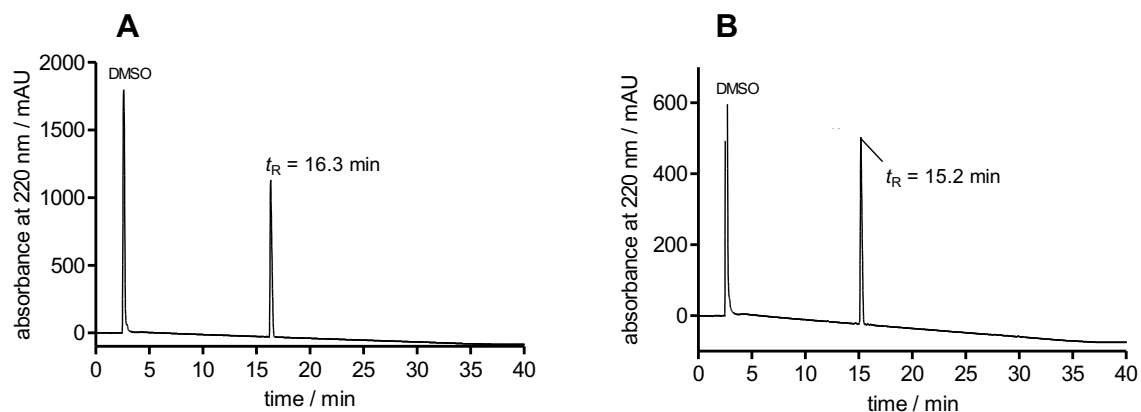 A
absorbance at 220 nm / mAU
2000
1500
1000
500
0
DMSO
tR = 16.3 min
0 5 10 15 20 25 30 35 40
time / min
B
absorbance at 220 nm / mAU
600
400
200
0
DMSO
tR = 15.2 min
0 5 10 15 20 25 30 35 40
time / min